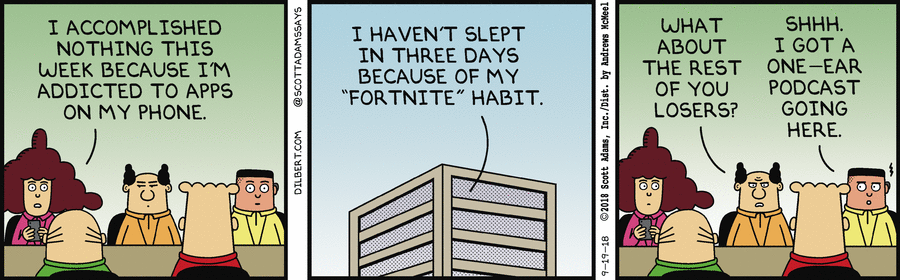 I ACCOMPLISHED
NOTHING THIS
WEEK BECAUSE I'M
ADDICTED TO APPS
ON MY PHONE.
DILBERT.COM @SCOTTADAMSSAYS
I HAVEN'T SLEPT
IN THREE DAYS
BECAUSE OF MY
"FORTNITE" HABIT.
9-19-18 ©2018 Scott Adams, Inc./Dist. by Andrews McMeel
WHAT
ABOUT
THE REST
OF YOU
LOSERS?
SHHH.
I GOT A
ONE-EAR
PODCAST
GOING
HERE.